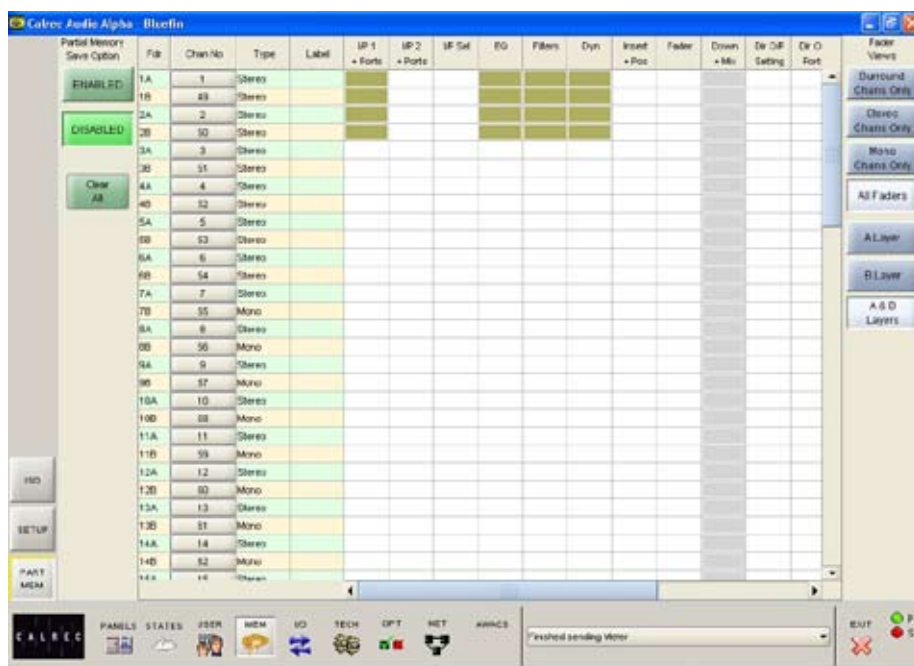 Calrec Audio Alpha - Bluefin
Partial Memory
Save Option
ENABLED
DISABLED
Clear
All
Fdr Chan No Type Label I/P 1 + Ports I/P 2 + Ports I/P Sel EQ Filters Dyn Insert + Pos Fader Down + Mix Dir O/P Setting Dir O Port
1A 1 Stereo
1B 49 Stereo
2A 2 Stereo
2B 50 Stereo
3A 3 Stereo
3B 51 Stereo
4A 4 Stereo
4B 52 Stereo
5A 5 Stereo
5B 53 Stereo
6A 6 Stereo
6B 54 Stereo
7A 7 Stereo
7B 55 Mono
8A 8 Stereo
8B 56 Mono
9A 9 Stereo
9B 57 Mono
10A 10 Stereo
10B 58 Mono
11A 11 Stereo
11B 59 Mono
12A 12 Stereo
12B 60 Mono
13A 13 Stereo
13B 61 Mono
14A 14 Stereo
14B 62 Mono
15A 15 Stereo
Fader
Views
Surround
Chans Only
Stereo
Chans Only
Mono
Chans Only
All Faders
A Layer
B Layer
A & B
Layers
ISO
SETUP
PART
MEM
CALREC
PANELS STATES USER MEM I/O TECH OPT NET AWACS
Finished sending Meter
EXIT
P
S